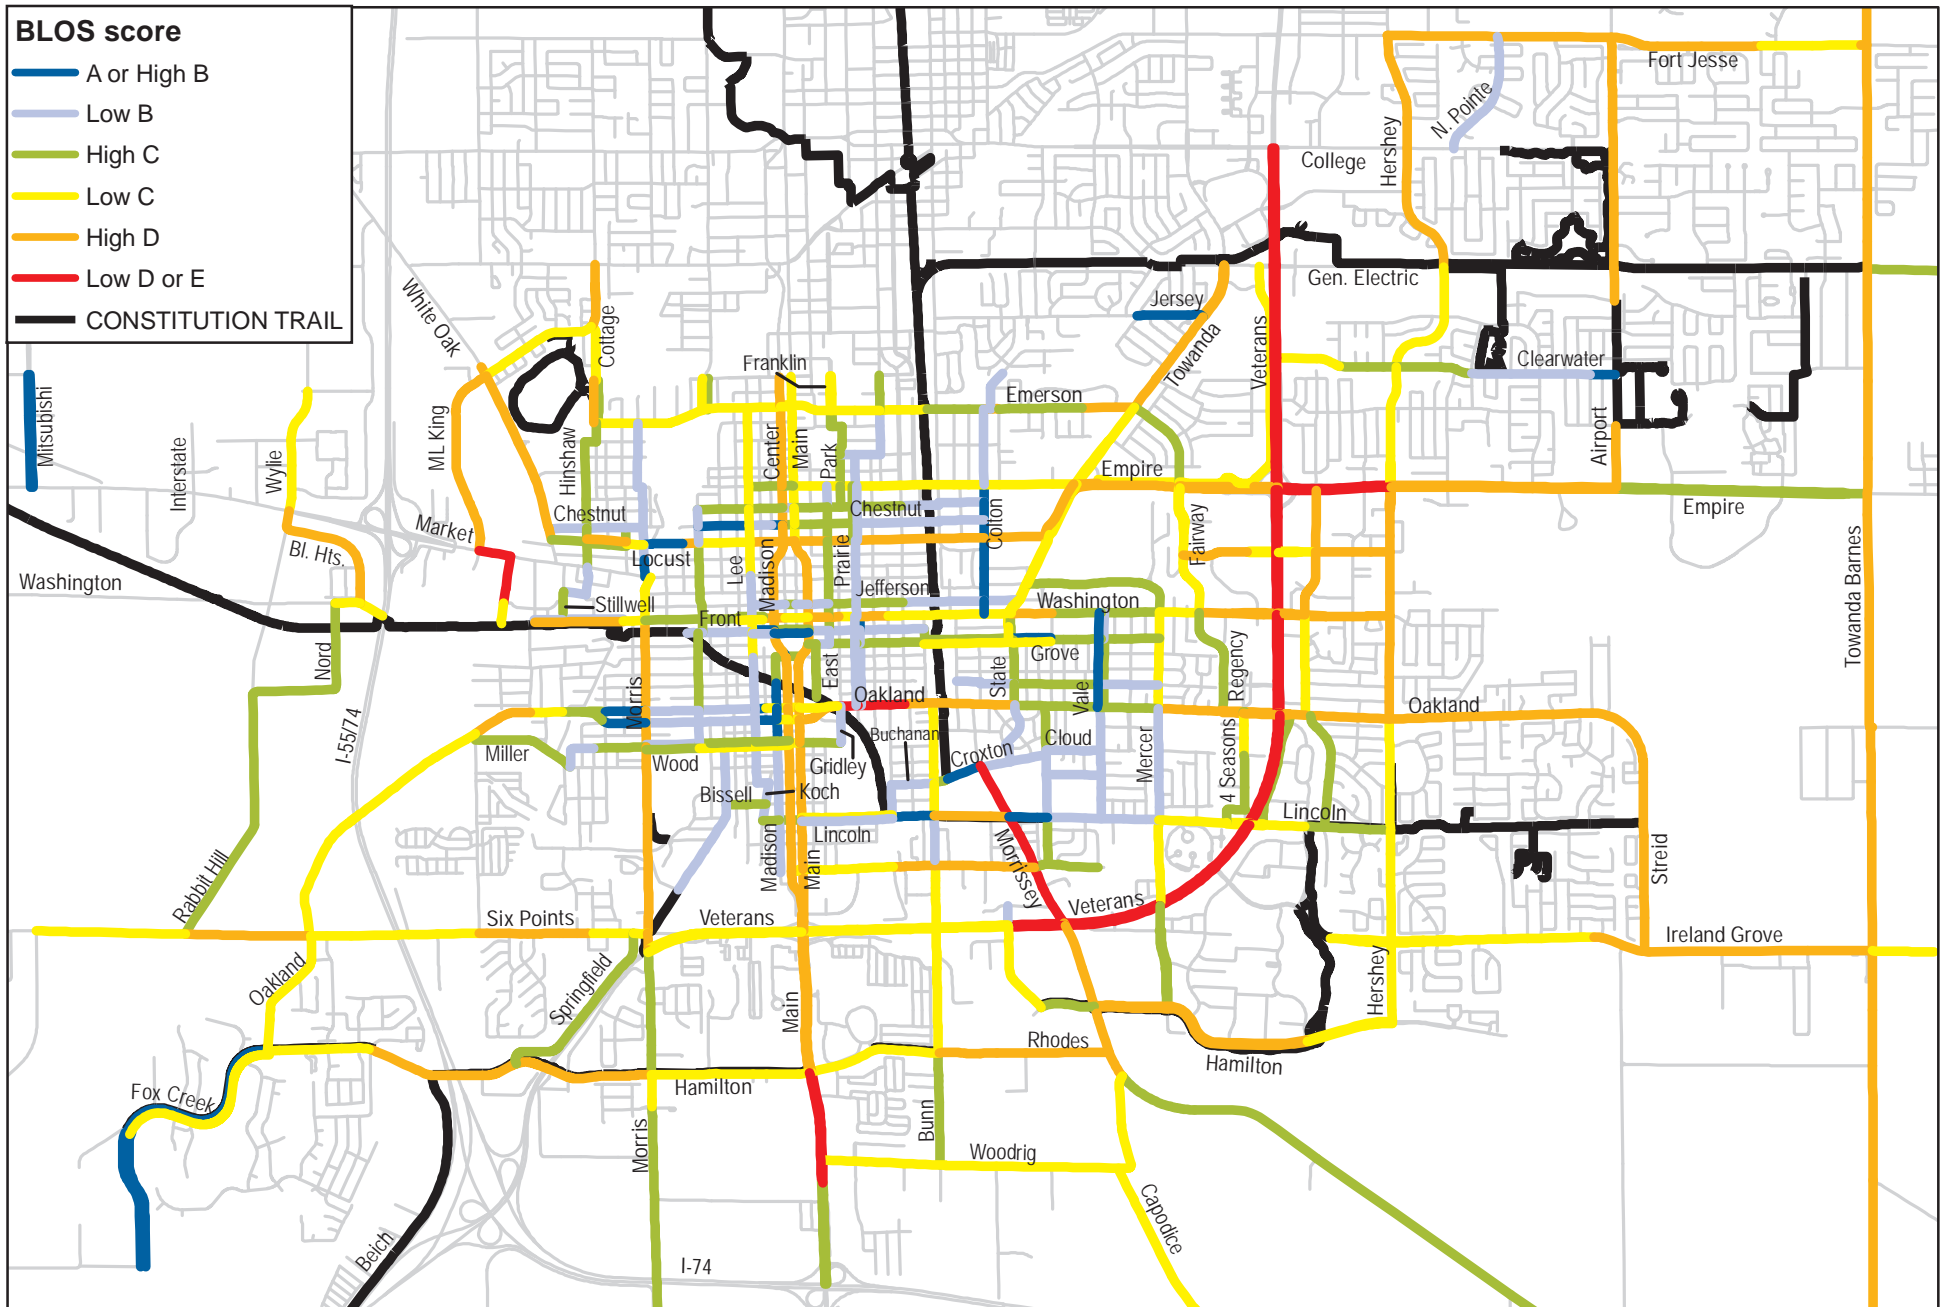 BLOS score
A or High B
Low B
High C
Low C
High D
Low D or E
CONSTITUTION TRAIL
Fort Jesse
N. Pointe
Hershey
College
Gen. Electric
White Oak
Cottage
Jersey
Towanda
Veterans
Clearwater
Franklin
Emerson
Mitsubishi
Interstate
Wylie
ML King
Hinshaw
Center
Main
Park
Empire
Airport
Empire
Market
Chestnut
Chestnut
Colton
Fairway
Bl. Hts.
Locust
Lee
Madison
Prairie
Towanda Barnes
Washington
Stillwell
Jefferson
Washington
Front
Nord
East
Grove
State
Regency
Morris
Oakland
Vale
Oakland
I-55/74
Miller
Wood
Gridley
Buchanan
Croxton
Cloud
Mercer
4 Seasons
Bissell
Koch
Lincoln
Lincoln
Madison
Main
Morrissey
Streid
Rabbit Hill
Six Points
Veterans
Veterans
Ireland Grove
Oakland
Springfield
Main
Hershey
Rhodes
Hamilton
Fox Creek
Hamilton
Bunn
Morris
Woodrig
Capodice
Beich
I-74